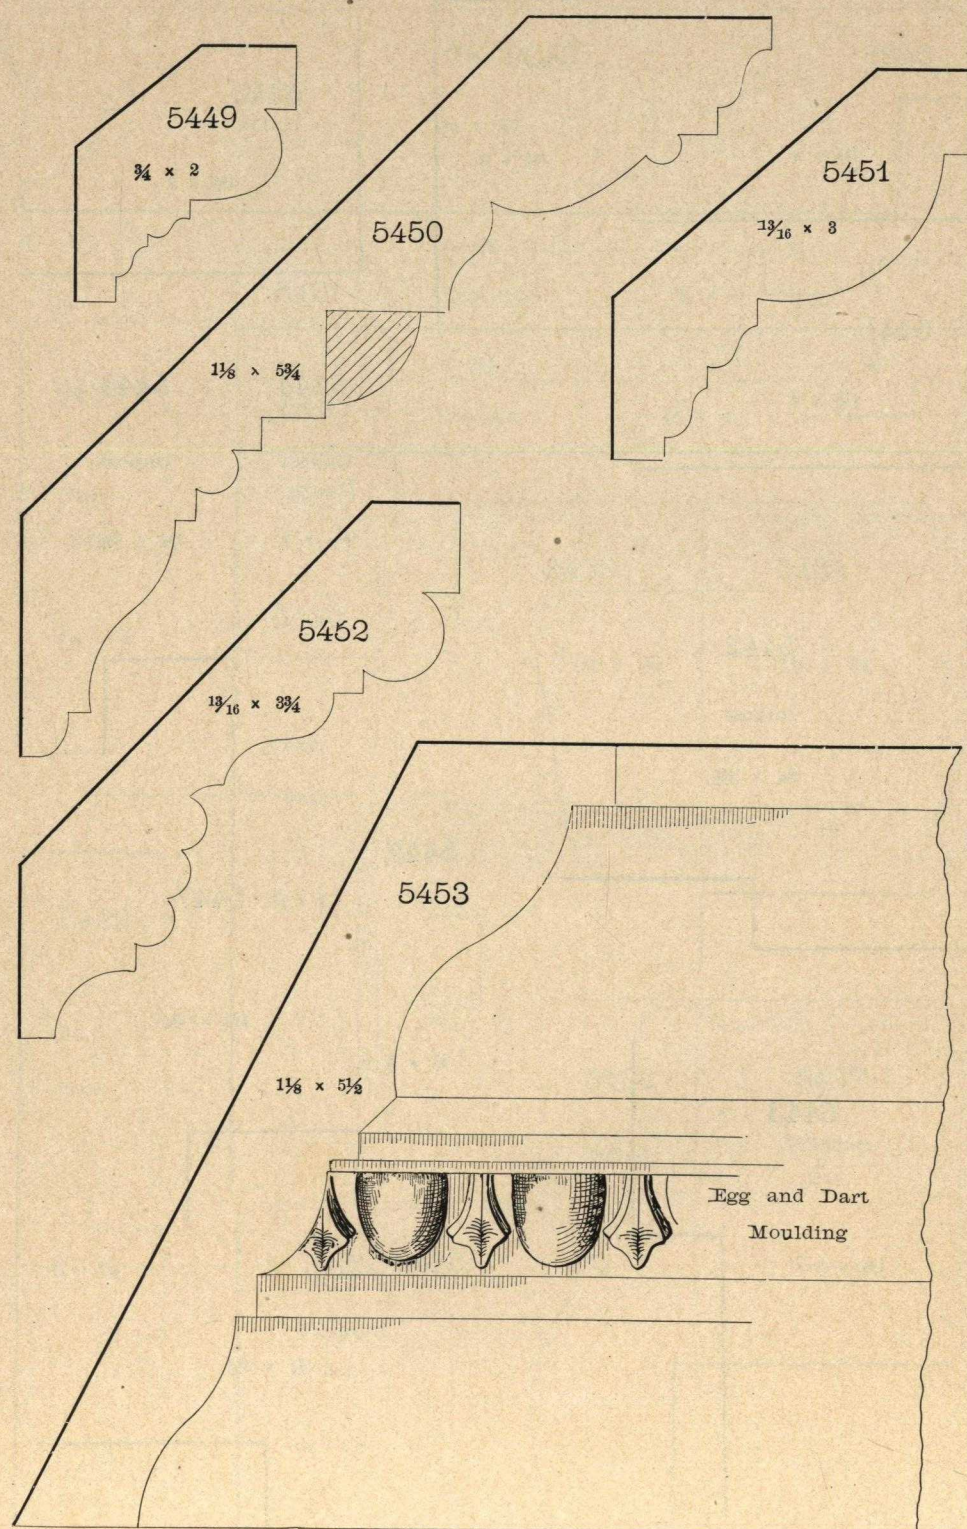 5449
¾ × 2
5450
1⅛ × 5¾
5451
13/16 × 3
5452
13/16 × 3¾
5453
1⅛ × 5½
Egg and Dart
Moulding